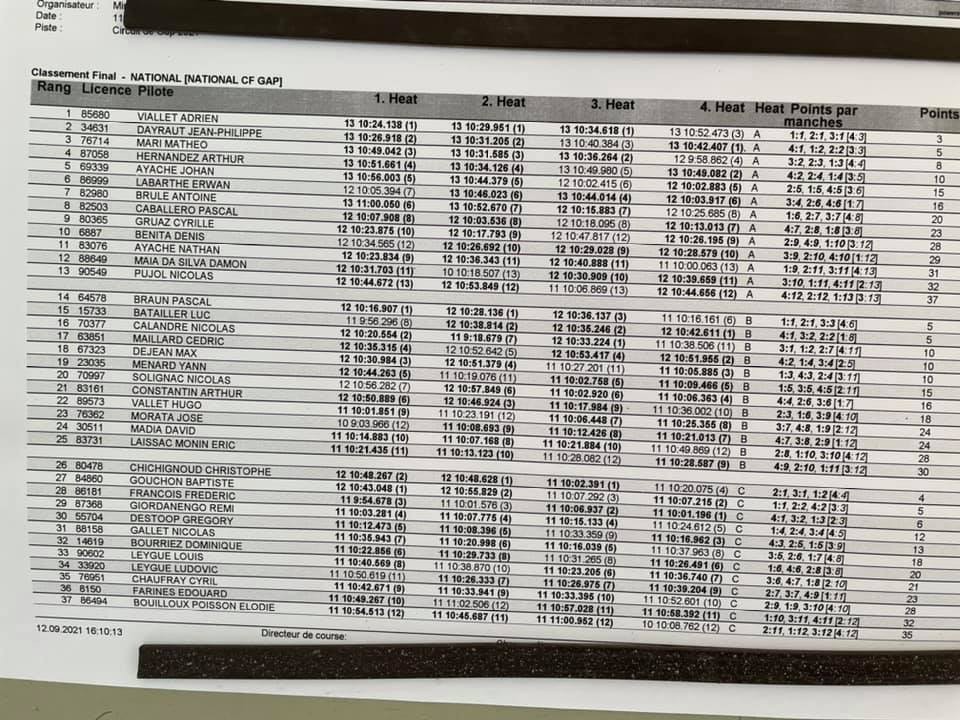 Organisateur : Mi
Date : 11
Piste : Circuit de Gap 2021
Classement Final - NATIONAL [NATIONAL CF GAP]
Rang Licence Pilote 1. Heat 2. Heat 3. Heat 4. Heat Heat Points par manches Points
1 85680 VIALLET ADRIEN 13 10:24.138 (1) 13 10:29.951 (1) 13 10:34.618 (1) 13 10:52.473 (3) A 1:1, 2:1, 3:1 [4:3] 3
2 34631 DAYRAUT JEAN-PHILIPPE 13 10:26.918 (2) 13 10:31.205 (2) 13 10:40.384 (3) 13 10:42.407 (1) A 4:1, 1:2, 2:2 [3:3] 5
3 76714 MARI MATHEO 13 10:49.042 (3) 13 10:31.585 (3) 13 10:36.264 (2) 12 9:58.862 (4) A 3:2, 2:3, 1:3 [4:4] 8
4 87058 HERNANDEZ ARTHUR 13 10:51.661 (4) 13 10:34.126 (4) 13 10:49.980 (5) 13 10:49.082 (2) A 4:2, 2:4, 1:4 [3:5] 10
5 69339 AYACHE JOHAN 13 10:56.003 (5) 13 10:44.379 (5) 12 10:02.415 (6) 12 10:02.883 (5) A 2:5, 1:5, 4:5 [3:6] 15
6 86999 LABARTHE ERWAN 12 10:05.394 (7) 13 10:46.023 (6) 13 10:44.014 (4) 12 10:03.917 (6) A 3:4, 2:6, 4:6 [1:7] 16
7 82980 BRULE ANTOINE 13 11:00.050 (6) 13 10:52.670 (7) 12 10:15.883 (7) 12 10:25.685 (8) A 1:6, 2:7, 3:7 [4:8] 20
8 82503 CABALLERO PASCAL 12 10:07.908 (8) 12 10:03.536 (8) 12 10:18.095 (8) 12 10:13.013 (7) A 4:7, 2:8, 1:8 [3:8] 23
9 80365 GRUAZ CYRILLE 12 10:23.875 (10) 12 10:17.793 (9) 12 10:47.817 (12) 12 10:26.195 (9) A 2:9, 4:9, 1:10 [3:12] 28
10 6887 BENITA DENIS 12 10:34.565 (12) 12 10:26.692 (10) 12 10:29.028 (9) 12 10:28.579 (10) A 3:9, 2:10, 4:10 [1:12] 29
11 83076 AYACHE NATHAN 12 10:23.834 (9) 12 10:36.343 (11) 12 10:40.888 (11) 11 10:00.063 (13) A 1:9, 2:11, 3:11 [4:13] 31
12 88649 MAIA DA SILVA DAMON 12 10:31.703 (11) 10 10:18.507 (13) 12 10:30.909 (10) 12 10:39.659 (11) A 3:10, 1:11, 4:11 [2:13] 32
13 90549 PUJOL NICOLAS 12 10:44.672 (13) 12 10:53.849 (12) 11 10:06.869 (13) 12 10:44.656 (12) A 4:12, 2:12, 1:13 [3:13] 37
14 64578 BRAUN PASCAL 12 10:16.907 (1) 12 10:28.136 (1) 12 10:36.137 (3) 11 10:16.161 (6) B 1:1, 2:1, 3:3 [4:6] 5
15 15733 BATAILLER LUC 11 9:56.296 (8) 12 10:38.814 (2) 12 10:35.246 (2) 12 10:42.611 (1) B 4:1, 3:2, 2:2 [1:8] 5
16 70377 CALANDRE NICOLAS 12 10:20.554 (2) 11 9:18.679 (7) 12 10:33.224 (1) 11 10:38.506 (11) B 3:1, 1:2, 2:7 [4:11] 10
17 63851 MAILLARD CEDRIC 12 10:35.315 (4) 12 10:52.642 (5) 12 10:53.417 (4) 12 10:51.955 (2) B 4:2, 1:4, 3:4 [2:5] 10
18 67323 DEJEAN MAX 12 10:30.984 (3) 12 10:51.379 (4) 11 10:27.201 (11) 11 10:05.885 (3) B 1:3, 4:3, 2:4 [3:11] 10
19 23035 MENARD YANN 12 10:44.263 (5) 11 10:19.076 (11) 11 10:02.758 (5) 11 10:09.466 (5) B 1:5, 3:5, 4:5 [2:11] 15
20 70997 SOLIGNAC NICOLAS 12 10:56.282 (7) 12 10:57.849 (6) 11 10:02.920 (6) 11 10:06.363 (4) B 4:4, 2:6, 3:6 [1:7] 16
21 83161 CONSTANTIN ARTHUR 12 10:50.889 (6) 12 10:46.924 (3) 11 10:17.984 (9) 11 10:36.002 (10) B 2:3, 1:6, 3:9 [4:10] 18
22 89573 VALLET HUGO 11 10:01.851 (9) 11 10:23.191 (12) 11 10:06.448 (7) 11 10:25.355 (8) B 3:7, 4:8, 1:9 [2:12] 24
23 76362 MORATA JOSE 10 9:03.966 (12) 11 10:08.693 (9) 11 10:12.426 (8) 11 10:21.013 (7) B 4:7, 3:8, 2:9 [1:12] 24
24 30511 MADIA DAVID 11 10:14.883 (10) 11 10:07.168 (8) 11 10:21.884 (10) 11 10:49.869 (12) B 2:8, 1:10, 3:10 [4:12] 28
25 83731 LAISSAC MONIN ERIC 11 10:21.435 (11) 11 10:13.123 (10) 11 10:28.082 (12) 11 10:28.587 (9) B 4:9, 2:10, 1:11 [3:12] 30
26 80478 CHICHIGNOUD CHRISTOPHE 12 10:48.267 (2) 12 10:48.628 (1) 11 10:02.391 (1) 11 10:20.075 (4) C 2:1, 3:1, 1:2 [4:4] 4
27 84860 GOUCHON BAPTISTE 12 10:43.048 (1) 12 10:55.829 (2) 11 10:07.292 (3) 11 10:07.215 (2) C 1:1, 2:2, 4:2 [3:3] 5
28 86181 FRANCOIS FREDERIC 11 9:54.678 (3) 11 10:01.576 (3) 11 10:06.937 (2) 11 10:01.196 (1) C 4:1, 3:2, 1:3 [2:3] 6
29 87368 GIORDANENGO REMI 11 10:03.281 (4) 11 10:07.775 (4) 11 10:15.133 (4) 11 10:24.612 (5) C 1:4, 2:4, 3:4 [4:5] 12
30 55704 DESTOOP GREGORY 11 10:12.473 (5) 11 10:08.396 (5) 11 10:33.359 (9) 11 10:16.962 (3) C 4:3, 2:5, 1:5 [3:9] 13
31 88158 GALLET NICOLAS 11 10:35.943 (7) 11 10:20.998 (6) 11 10:16.039 (5) 11 10:37.963 (8) C 3:5, 2:6, 1:7 [4:8] 18
32 14619 BOURRIEZ DOMINIQUE 11 10:22.856 (6) 11 10:29.733 (8) 11 10:31.265 (8) 11 10:26.491 (6) C 1:6, 4:6, 2:8 [3:8] 20
33 90602 LEYGUE LOUIS 11 10:40.569 (8) 11 10:38.870 (10) 11 10:23.205 (6) 11 10:36.740 (7) C 3:6, 4:7, 1:8 [2:10] 21
34 33920 LEYGUE LUDOVIC 11 10:50.619 (11) 11 10:26.333 (7) 11 10:26.975 (7) 11 10:39.204 (9) C 2:7, 3:7, 4:9 [1:11] 23
35 76951 CHAUFRAY CYRIL 11 10:42.671 (9) 11 10:33.941 (9) 11 10:33.395 (10) 11 10:52.601 (10) C 2:9, 1:9, 3:10 [4:10] 28
36 6150 FARINES EDOUARD 11 10:49.267 (10) 11 11:02.506 (12) 11 10:57.028 (11) 11 10:58.392 (11) C 1:10, 3:11, 4:11 [2:12] 32
37 86494 BOUILLOUX POISSON ELODIE 11 10:54.513 (12) 11 10:45.687 (11) 11 11:00.952 (12) 10 10:08.762 (12) C 2:11, 1:12, 3:12 [4:12] 35
12.09.2021 16:10:13 Directeur de course: